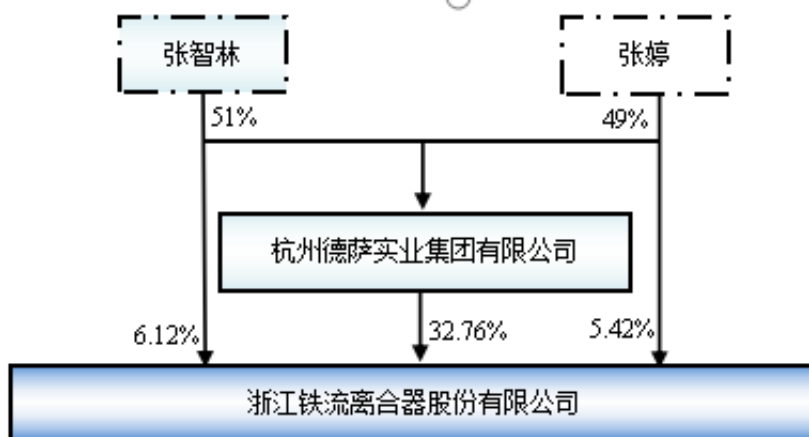 张智林
张婷
51%
49%
杭州德萨实业集团有限公司
6.12%
32.76%
5.42%
浙江铁流离合器股份有限公司